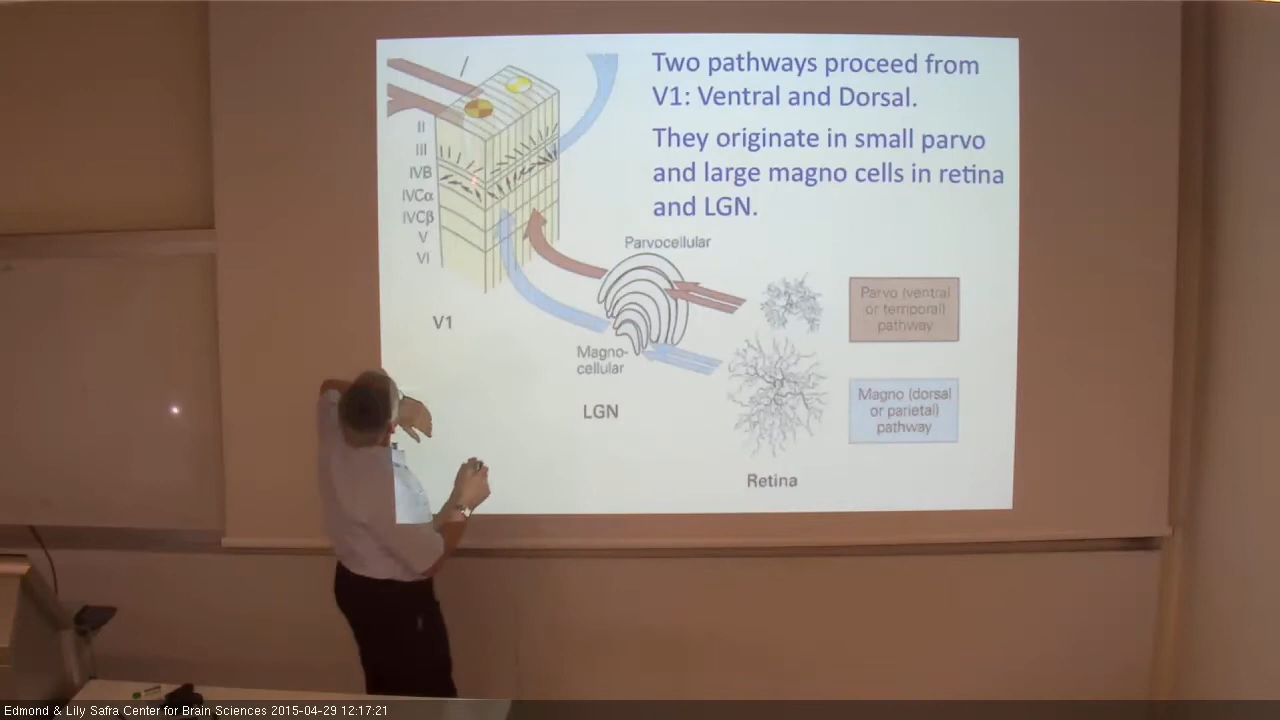 Two pathways proceed from
V1: Ventral and Dorsal.
They originate in small parvo
and large magno cells in retina
and LGN.
II
III
IVB
IVCα
IVCβ
V
VI
V1
Parvocellular
Magno-
cellular
LGN
Retina
Parvo (ventral
or temporal)
pathway
Magno (dorsal
or parietal)
pathway
Edmond & Lily Safra Center for Brain Sciences 2015-04-29 12:17:21